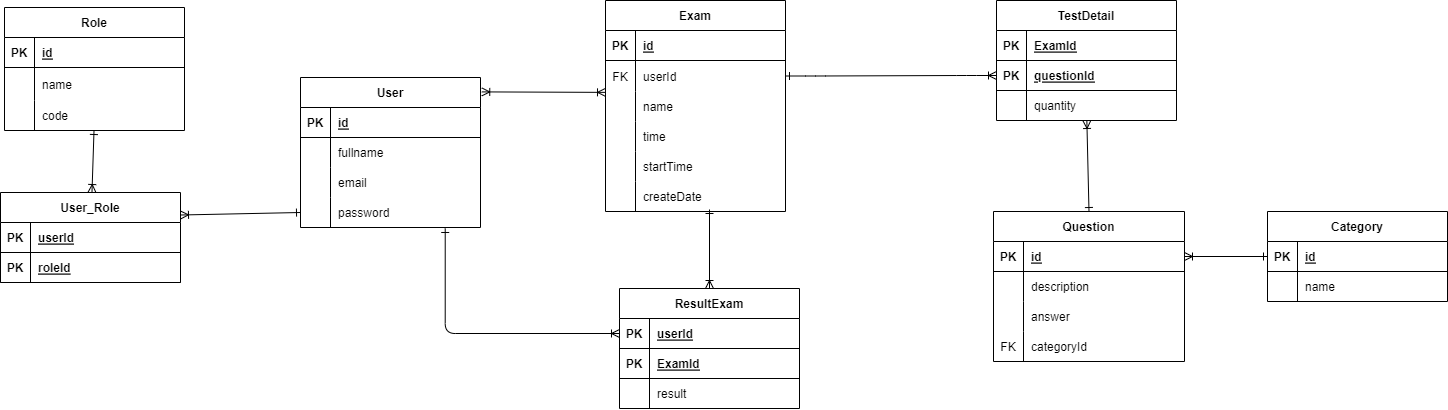 Role
PK id
name
code
User_Role
PK userId
PK roleId
User
PK id
fullname
email
password
Exam
PK id
FK userId
name
time
startTime
createDate
ResultExam
PK userId
PK ExamId
result
TestDetail
PK ExamId
PK questionId
quantity
Question
PK id
description
answer
FK categoryId
Category
PK id
name